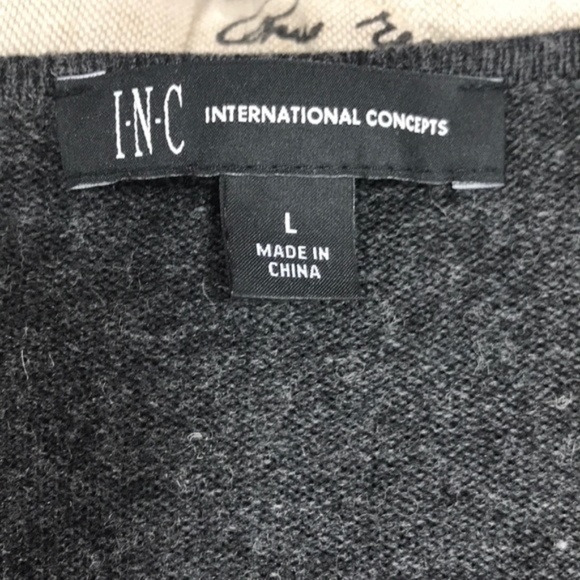 I·N·C INTERNATIONAL CONCEPTS
L
MADE IN
CHINA